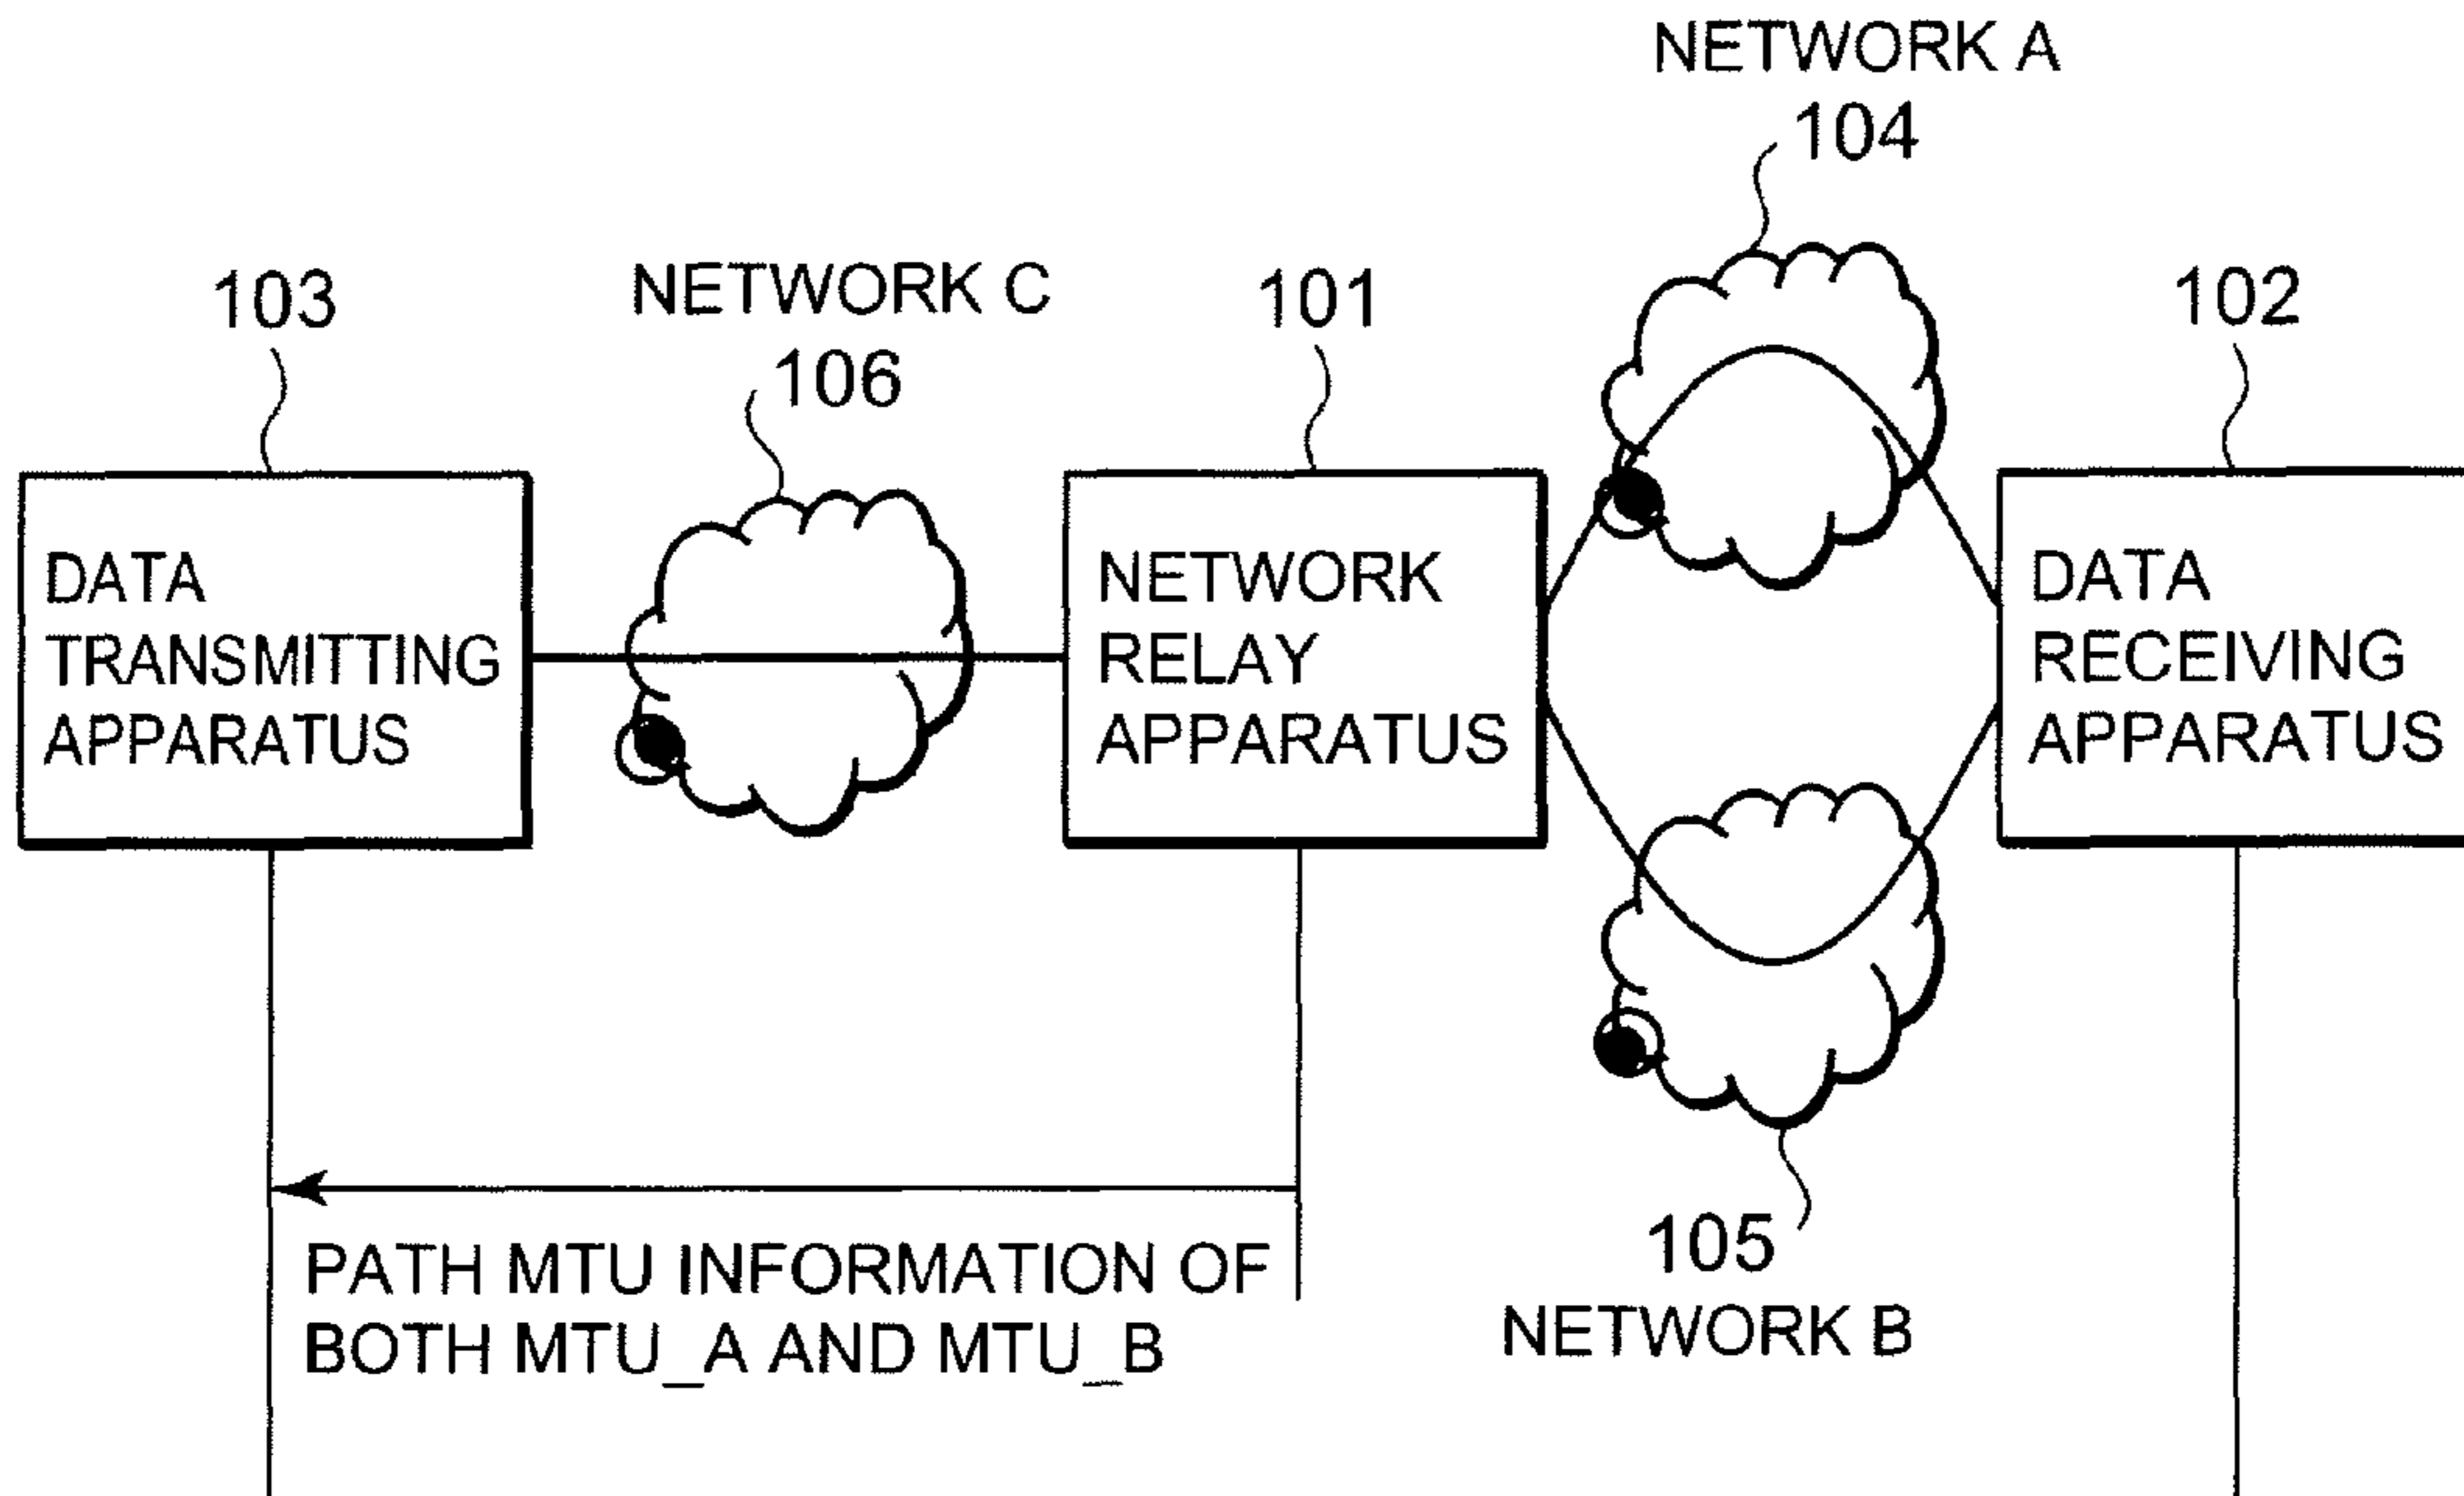 NETWORK A
104
NETWORK C
106
103
101
102
DATA
TRANSMITTING
APPARATUS
NETWORK
RELAY
APPARATUS
DATA
RECEIVING
APPARATUS
PATH MTU INFORMATION OF
BOTH MTU_A AND MTU_B
105
NETWORK B